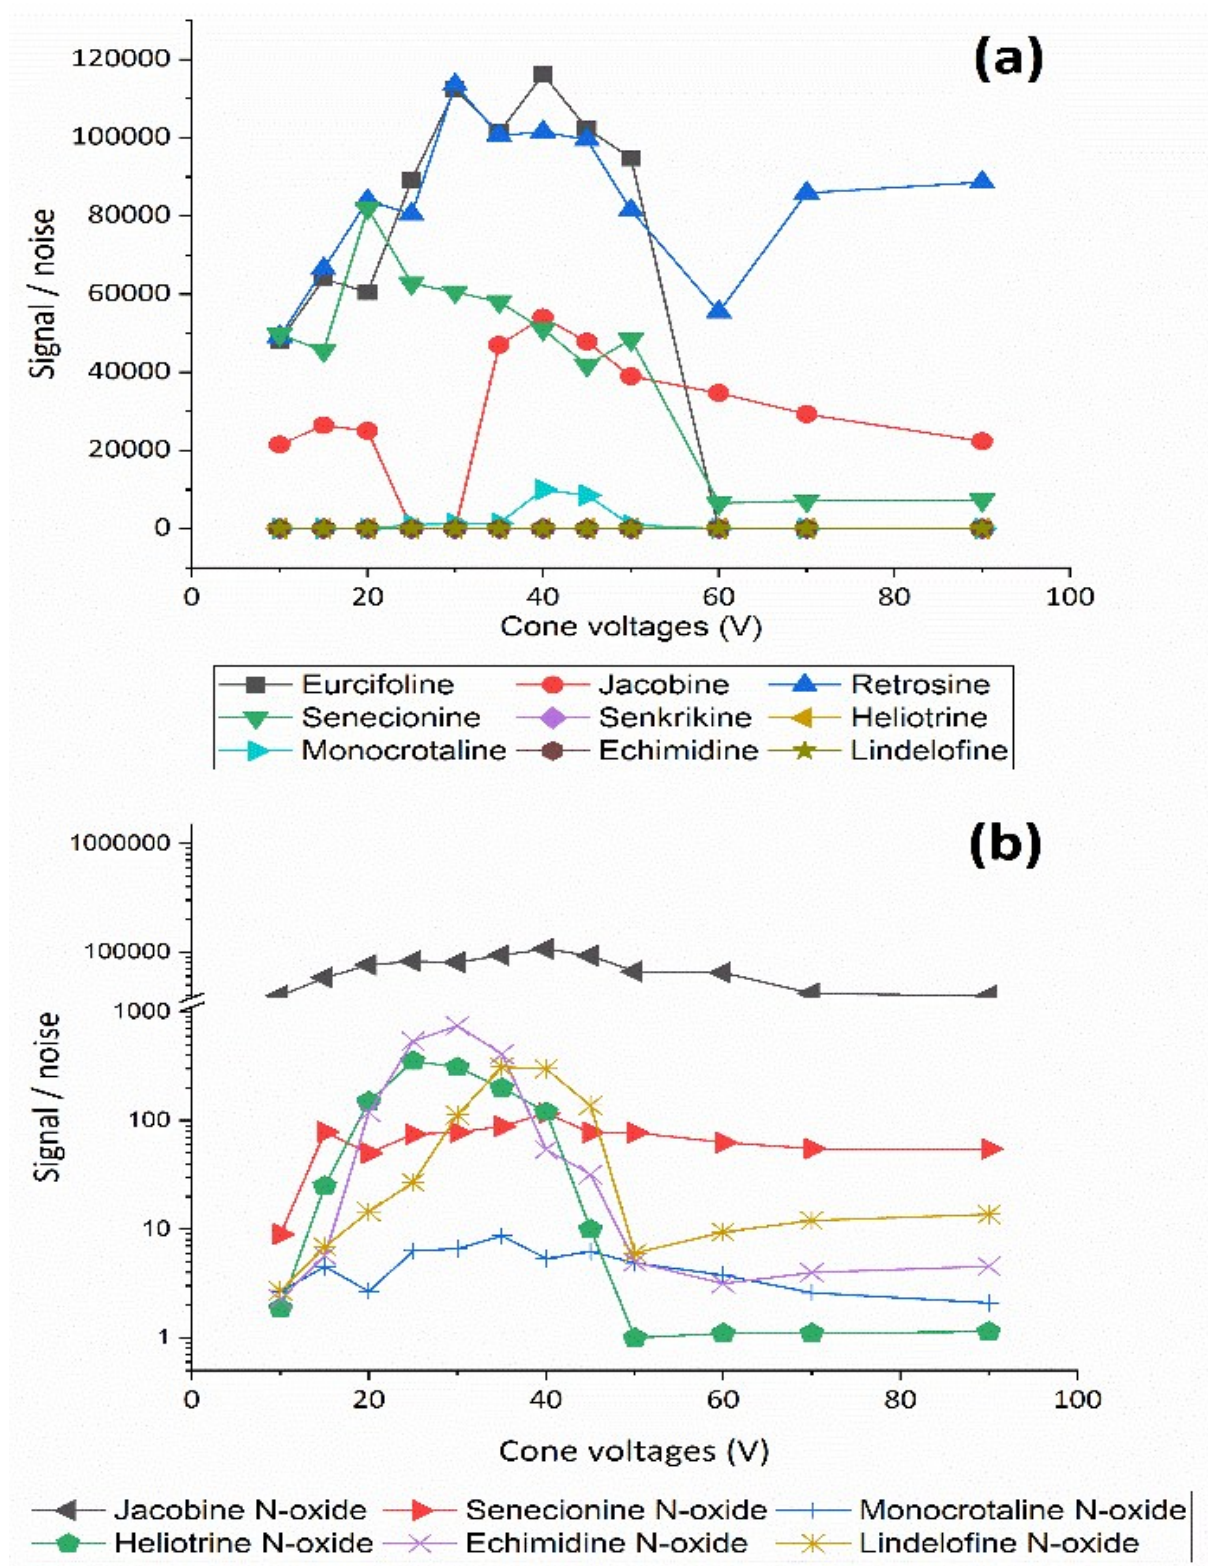 (a)
120000
100000
80000
60000
40000
20000
0
Signal / noise
0 20 40 60 80 100
Cone voltages (V)
Eurcifoline Jacobine Retrosine
Senecionine Senkrikine Heliotrine
Monocrotaline Echimidine Lindelofine
(b)
1000000
100000
1000
100
10
1
Signal / noise
0 20 40 60 80 100
Cone voltages (V)
Jacobine N-oxide Senecionine N-oxide Monocrotaline N-oxide
Heliotrine N-oxide Echimidine N-oxide Lindelofine N-oxide